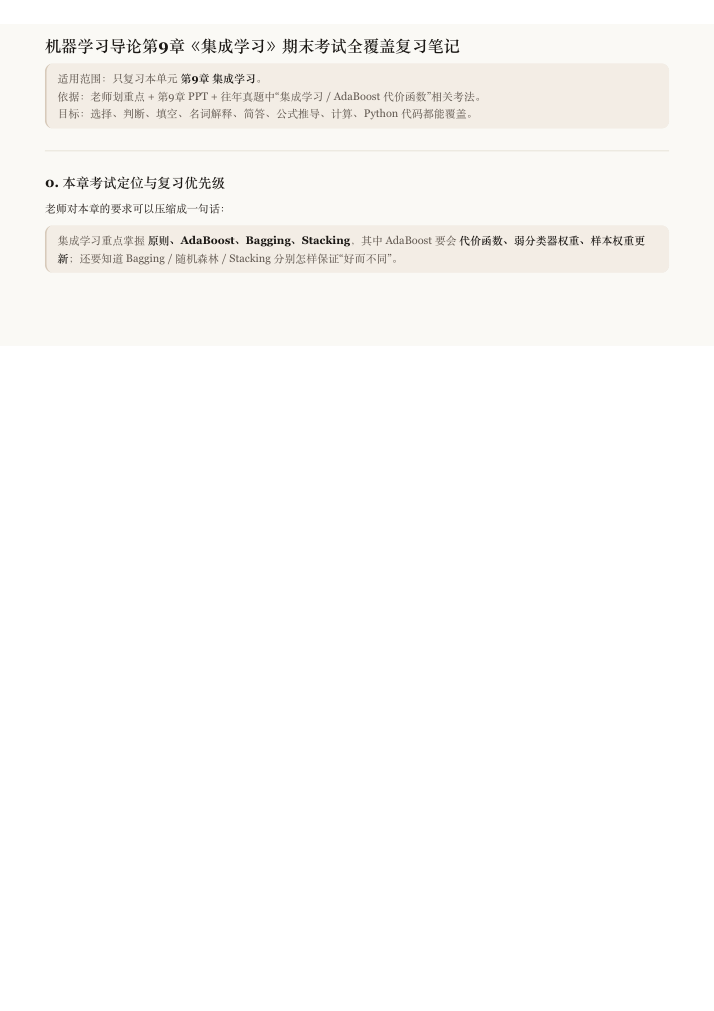 机器学习导论第9章《集成学习》期末考试全覆盖复习笔记
适用范围：只复习本单元 第9章 集成学习。
依据：老师划重点 + 第9章 PPT + 往年真题中“集成学习 / AdaBoost 代价函数”相关考法。
目标：选择、判断、填空、名词解释、简答、公式推导、计算、Python 代码都能覆盖。
0. 本章考试定位与复习优先级
老师对本章的要求可以压缩成一句话：
集成学习重点掌握 原则、AdaBoost、Bagging、Stacking，其中 AdaBoost 要会 代价函数、弱分类器权重、样本权重更
新；还要知道 Bagging / 随机森林 / Stacking 分别怎样保证“好而不同”。